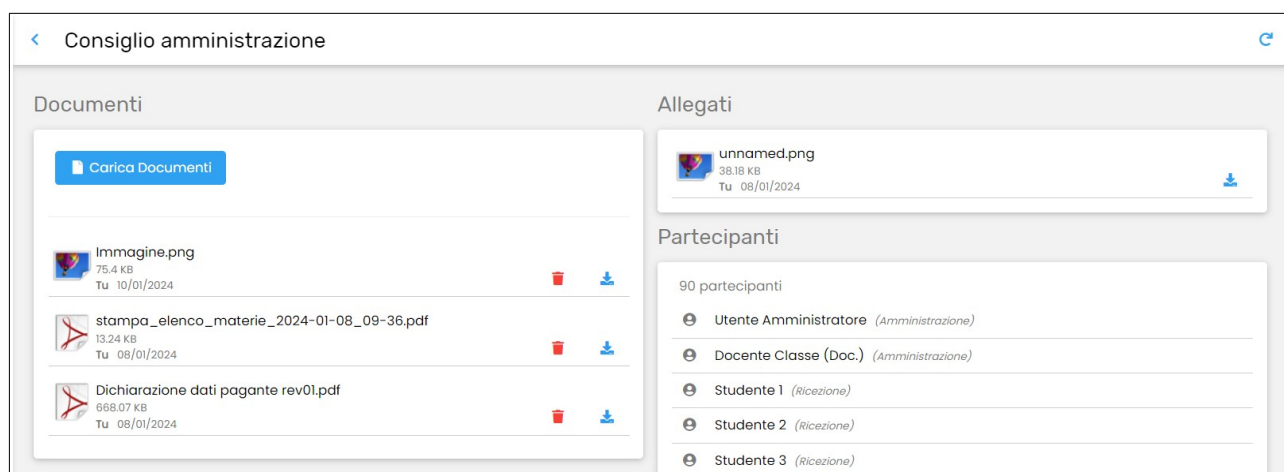 Consiglio amministrazione
Documenti
Carica Documenti
Immagine.png
75.4 KB
Tu 10/01/2024
stampa_elenco_materie_2024-01-08_09-36.pdf
13.24 KB
Tu 08/01/2024
Dichiarazione dati pagante rev01.pdf
668.07 KB
Tu 08/01/2024
Allegati
unnamed.png
38.18 KB
Tu 08/01/2024
Partecipanti
90 partecipanti
Utente Amministratore (Amministrazione)
Docente Classe (Doc.) (Amministrazione)
Studente 1 (Ricezione)
Studente 2 (Ricezione)
Studente 3 (Ricezione)